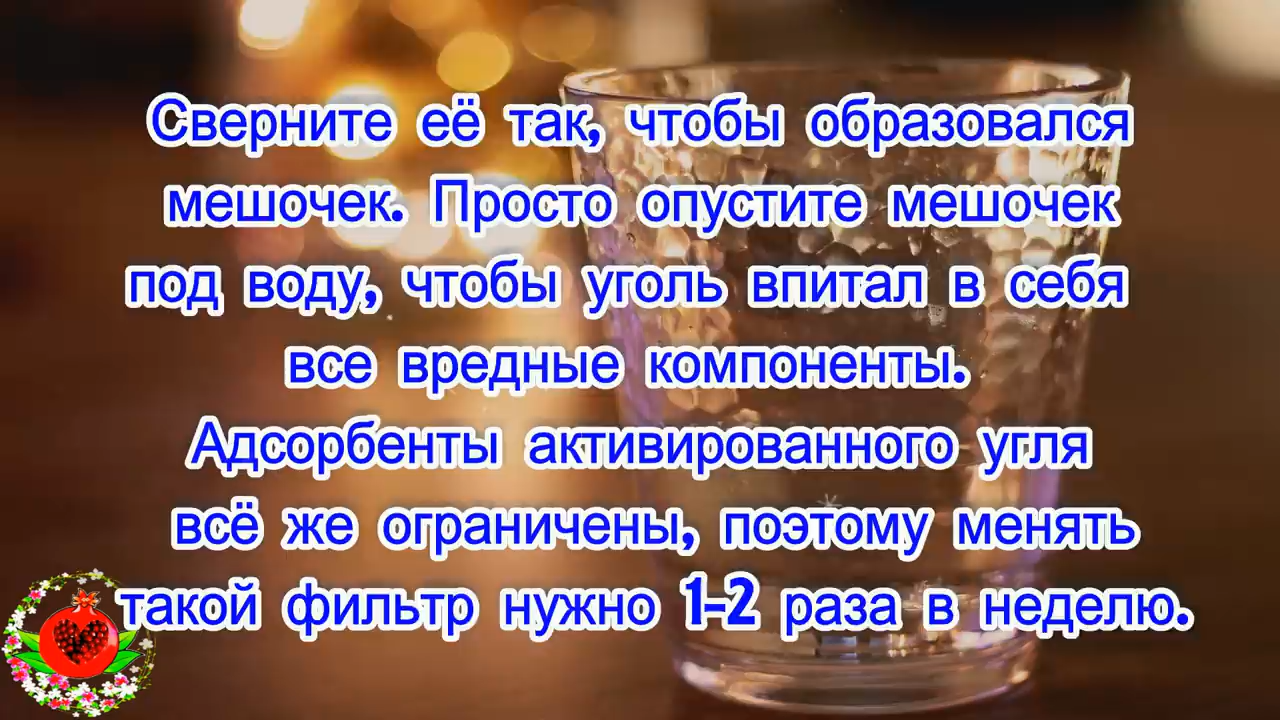 Сверните её так, чтобы образовался
мешочек. Просто опустите мешочек
под воду, чтобы уголь впитал в себя
все вредные компоненты.
Адсорбенты активированного угля
всё же ограничены, поэтому менять
такой фильтр нужно 1-2 раза в неделю.